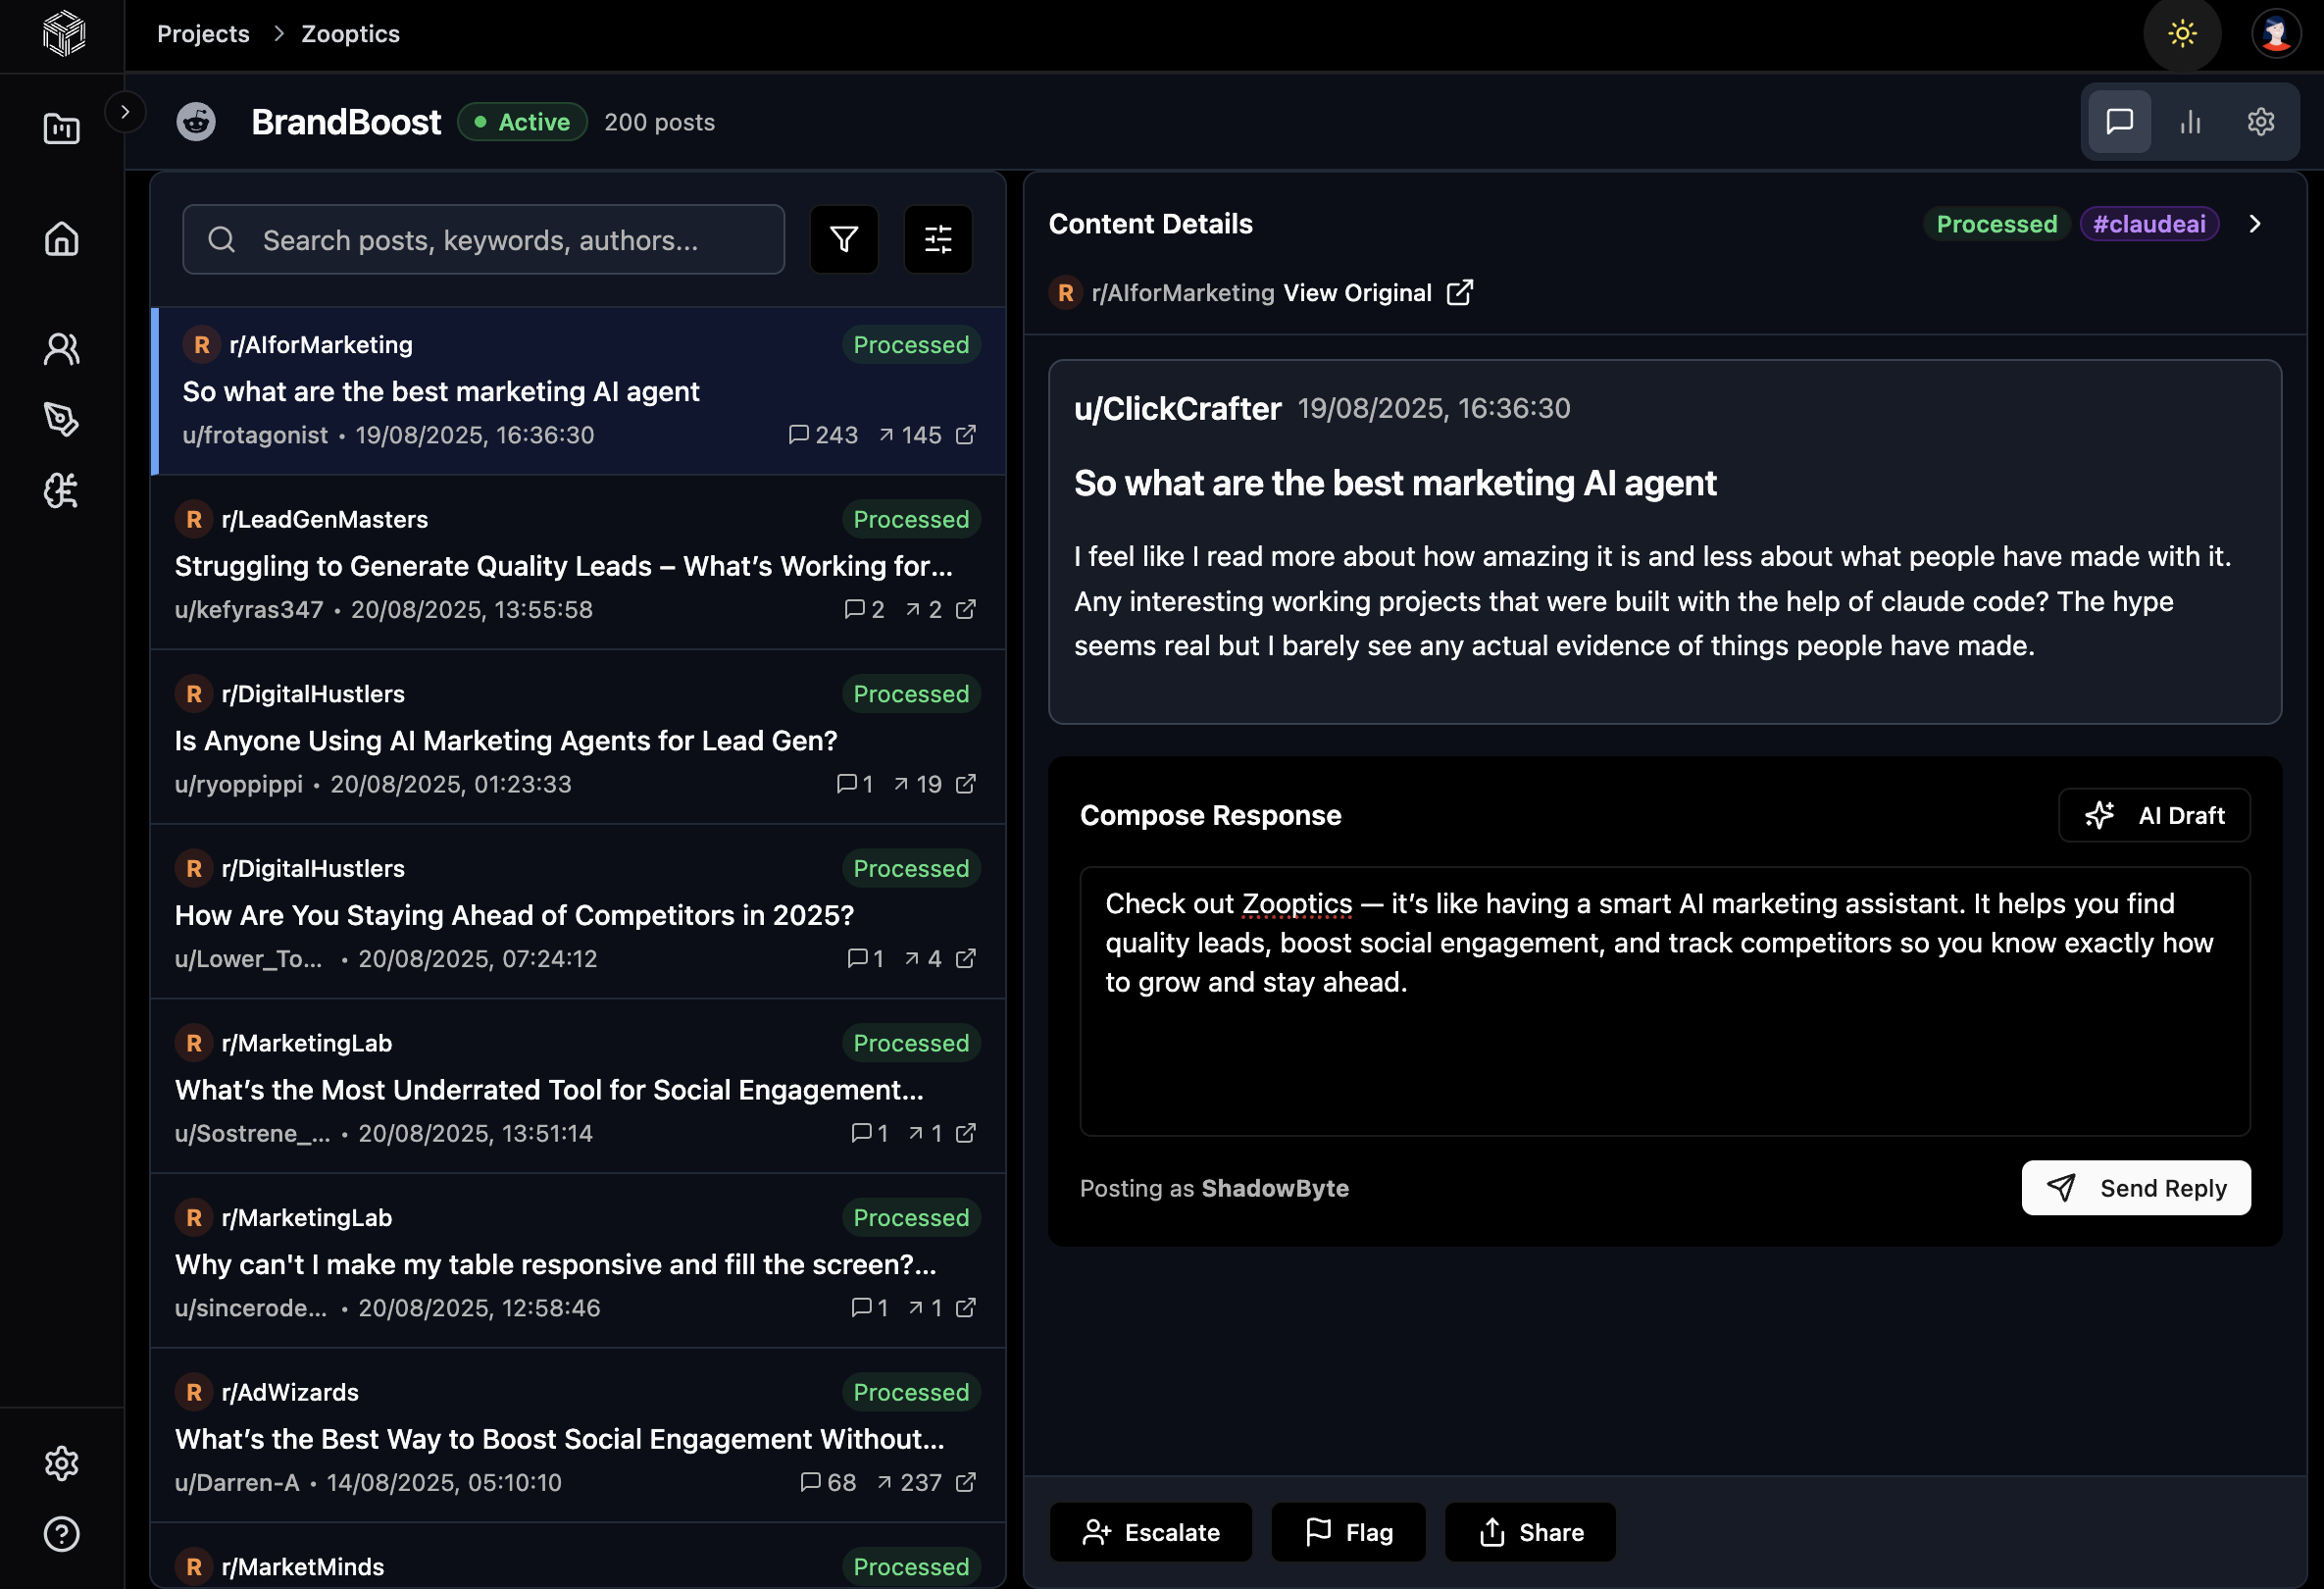 Projects > Zooptics
BrandBoost Active 200 posts
Search posts, keywords, authors...
R r/AIforMarketing Processed
So what are the best marketing AI agent
u/frotagonist • 19/08/2025, 16:36:30 243 145
R r/LeadGenMasters Processed
Struggling to Generate Quality Leads – What’s Working for...
u/kefyras347 • 20/08/2025, 13:55:58 2 2
R r/DigitalHustlers Processed
Is Anyone Using AI Marketing Agents for Lead Gen?
u/ryoppippi • 20/08/2025, 01:23:33 1 19
R r/DigitalHustlers Processed
How Are You Staying Ahead of Competitors in 2025?
u/Lower_To... • 20/08/2025, 07:24:12 1 4
R r/MarketingLab Processed
What’s the Most Underrated Tool for Social Engagement...
u/Sostrene_... • 20/08/2025, 13:51:14 1 1
R r/MarketingLab Processed
Why can't I make my table responsive and fill the screen?...
u/sincerode... • 20/08/2025, 12:58:46 1 1
R r/AdWizards Processed
What’s the Best Way to Boost Social Engagement Without...
u/Darren-A • 14/08/2025, 05:10:10 68 237
R r/MarketMinds Processed
Content Details Processed #claudeai
R r/AIforMarketing View Original
u/ClickCrafter 19/08/2025, 16:36:30
So what are the best marketing AI agent
I feel like I read more about how amazing it is and less about what people have made with it.
Any interesting working projects that were built with the help of claude code? The hype
seems real but I barely see any actual evidence of things people have made.
Compose Response AI Draft
Check out Zooptics — it’s like having a smart AI marketing assistant. It helps you find
quality leads, boost social engagement, and track competitors so you know exactly how
to grow and stay ahead.
Posting as ShadowByte Send Reply
Escalate Flag Share